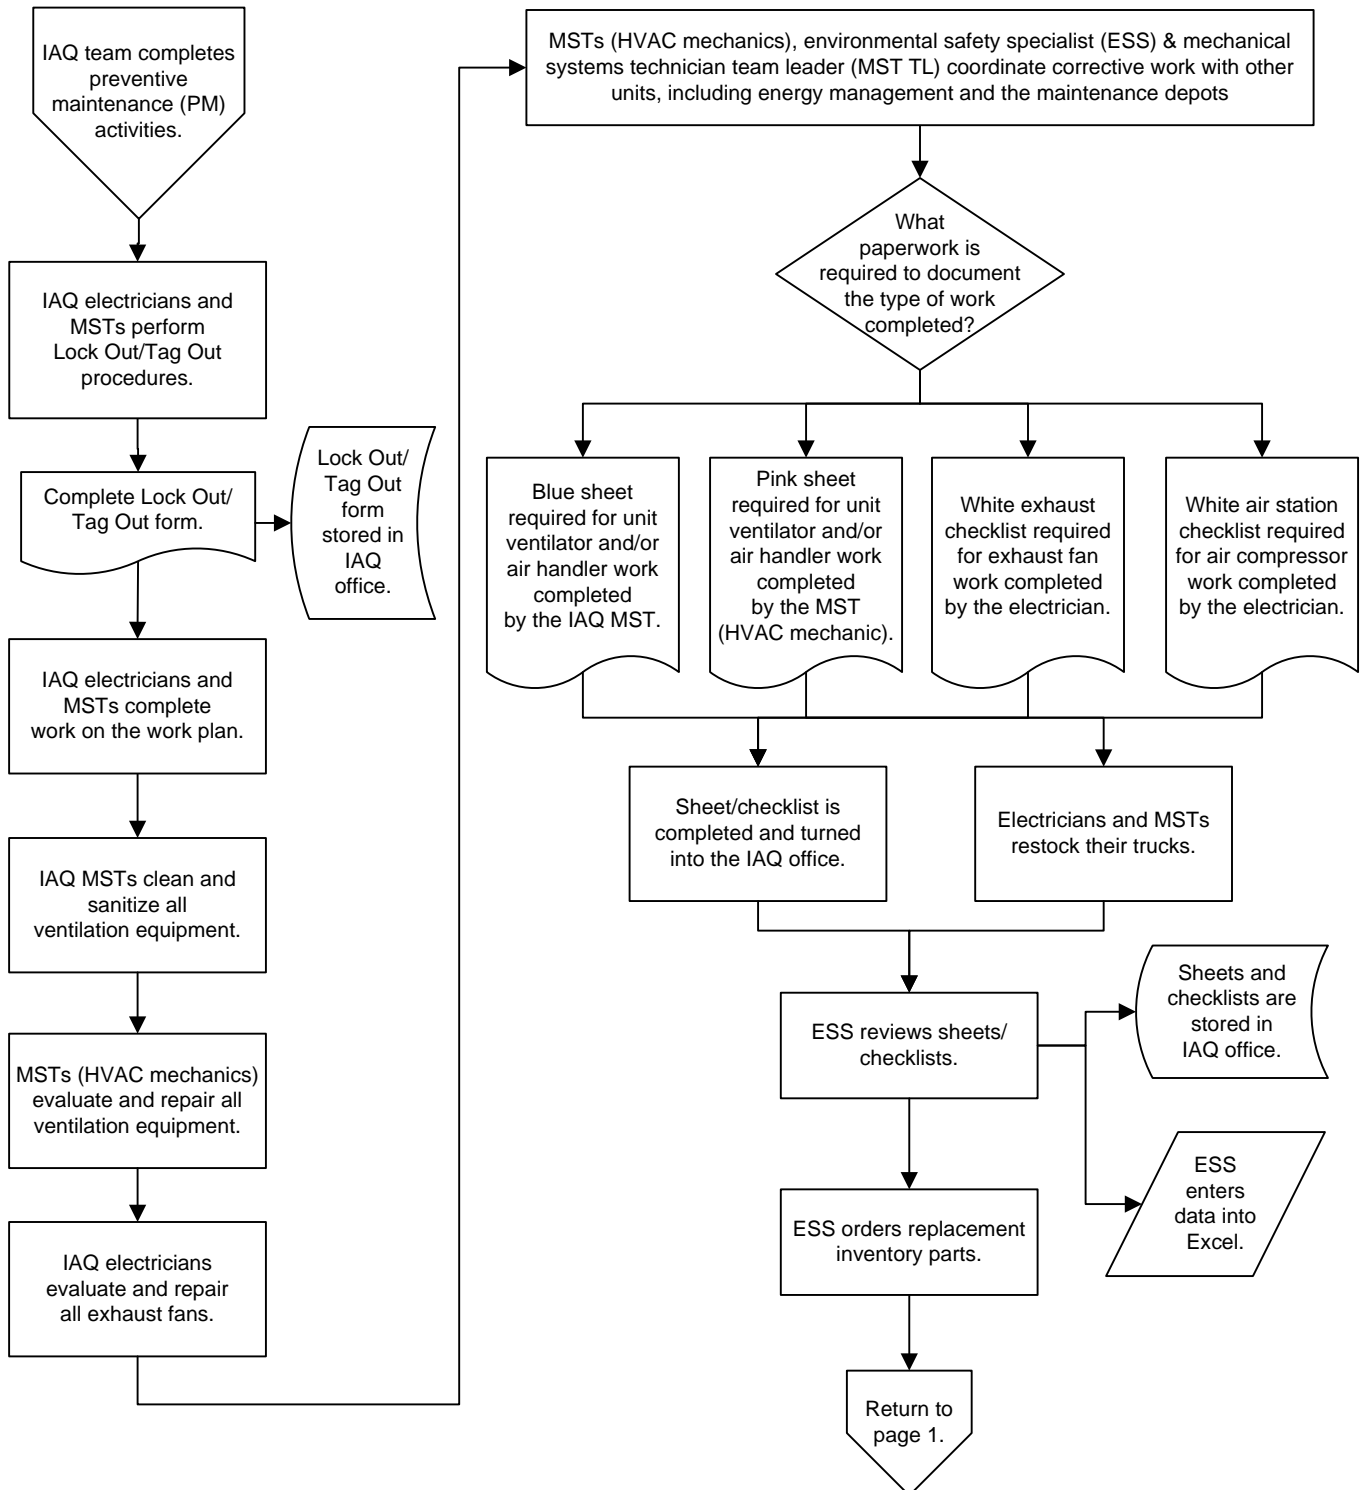 IAQ team completes
preventive
maintenance (PM)
activities.
IAQ electricians and
MSTs perform
Lock Out/Tag Out
procedures.
Complete Lock Out/
Tag Out form.
Lock Out/
Tag Out
form
stored in
IAQ
office.
IAQ electricians and
MSTs complete
work on the work plan.
IAQ MSTs clean and
sanitize all
ventilation equipment.
MSTs (HVAC mechanics)
evaluate and repair all
ventilation equipment.
IAQ electricians
evaluate and repair
all exhaust fans.
MSTs (HVAC mechanics), environmental safety specialist (ESS) & mechanical
systems technician team leader (MST TL) coordinate corrective work with other
units, including energy management and the maintenance depots
What
paperwork is
required to document
the type of work
completed?
Blue sheet
required for unit
ventilator and/or
air handler work
completed
by the IAQ MST.
Pink sheet
required for unit
ventilator and/or
air handler work
completed
by the MST
(HVAC mechanic).
White exhaust
checklist required
for exhaust fan
work completed
by the electrician.
White air station
checklist required
for air compressor
work completed
by the electrician.
Sheet/checklist is
completed and turned
into the IAQ office.
Electricians and MSTs
restock their trucks.
ESS reviews sheets/
checklists.
Sheets and
checklists are
stored in
IAQ office.
ESS
enters
data into
Excel.
ESS orders replacement
inventory parts.
Return to
page 1.